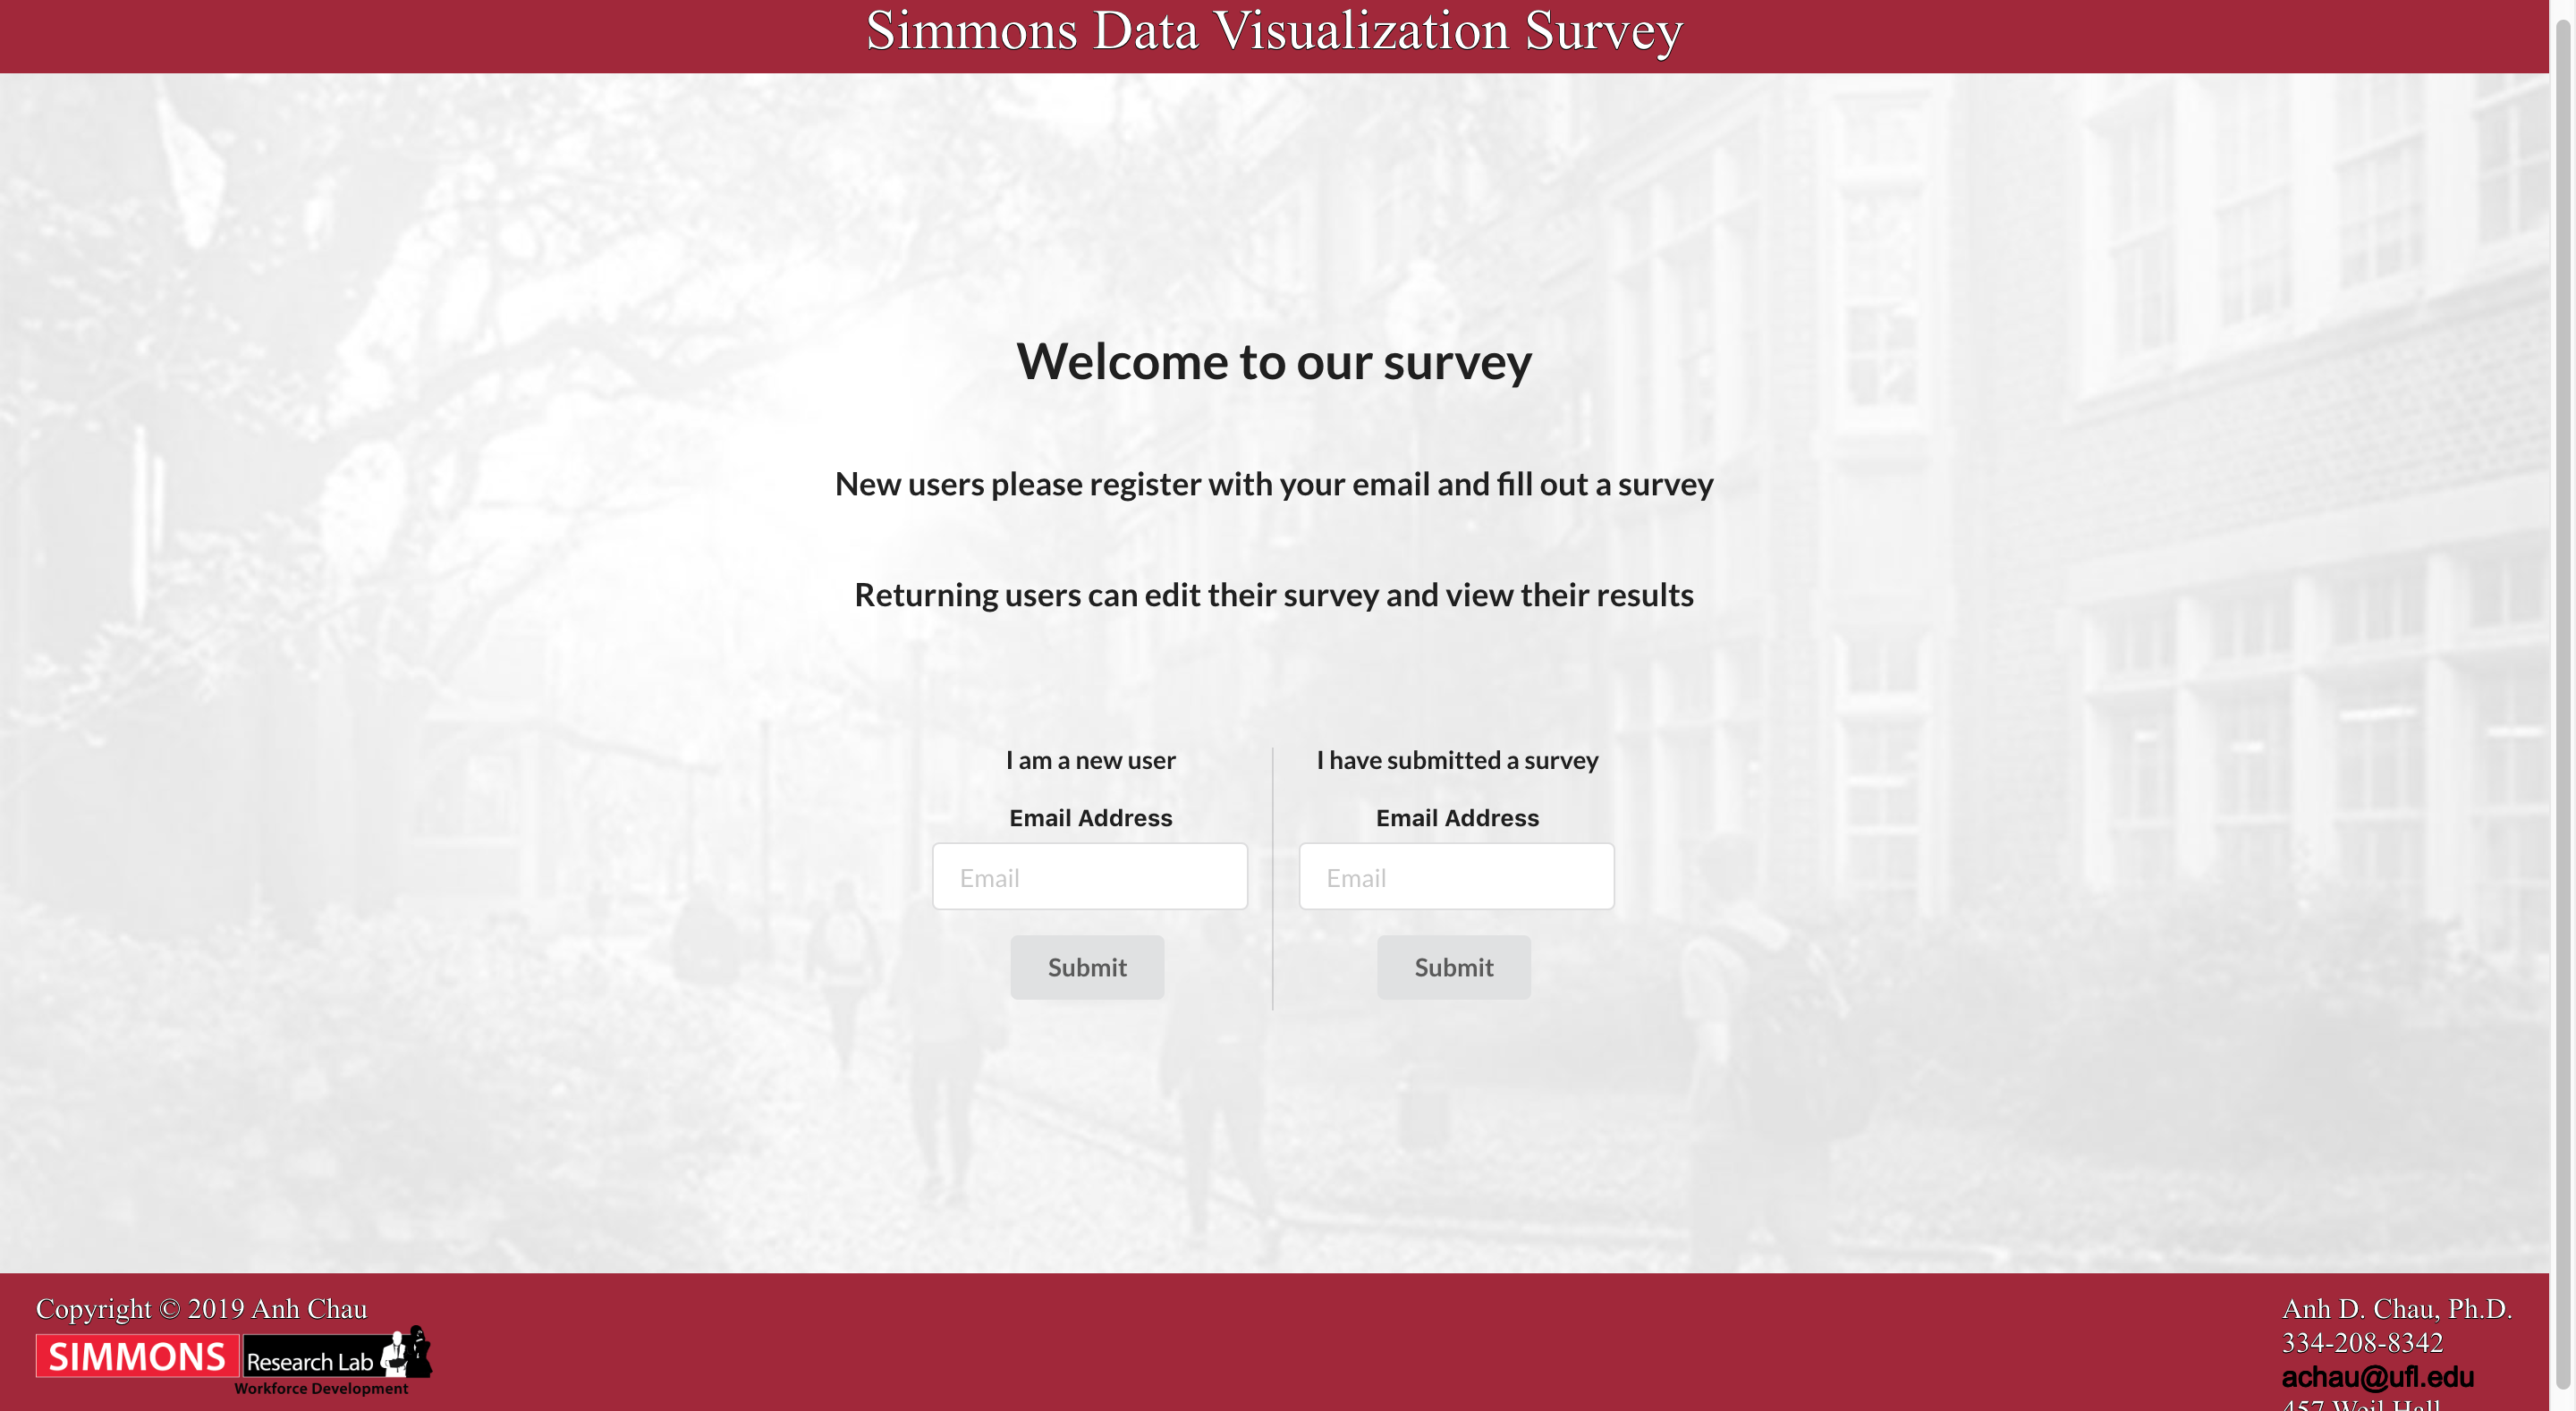 Simmons Data Visualization Survey
Welcome to our survey
New users please register with your email and fill out a survey
Returning users can edit their survey and view their results
I am a new user
Email Address
Email
Submit
I have submitted a survey
Email Address
Email
Submit
Copyright © 2019 Anh Chau
SIMMONS Research Lab
Workforce Development
Anh D. Chau, Ph.D.
334-208-8342
achau@ufl.edu
457 Weil Hall